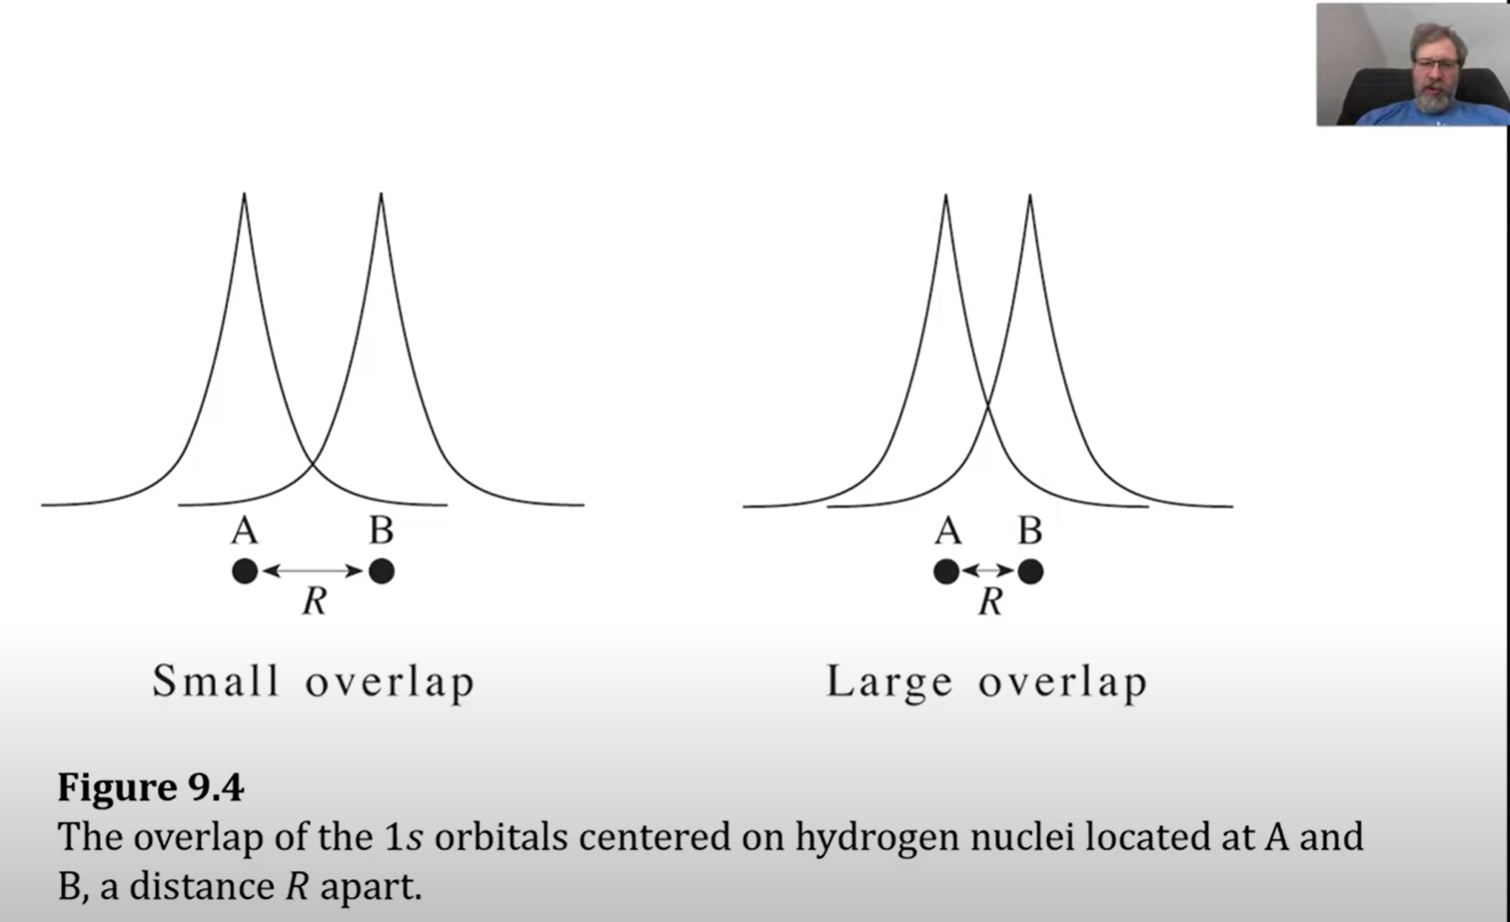 A B A B
R R
Small overlap Large overlap
Figure 9.4
The overlap of the 1s orbitals centered on hydrogen nuclei located at A and
B, a distance R apart.